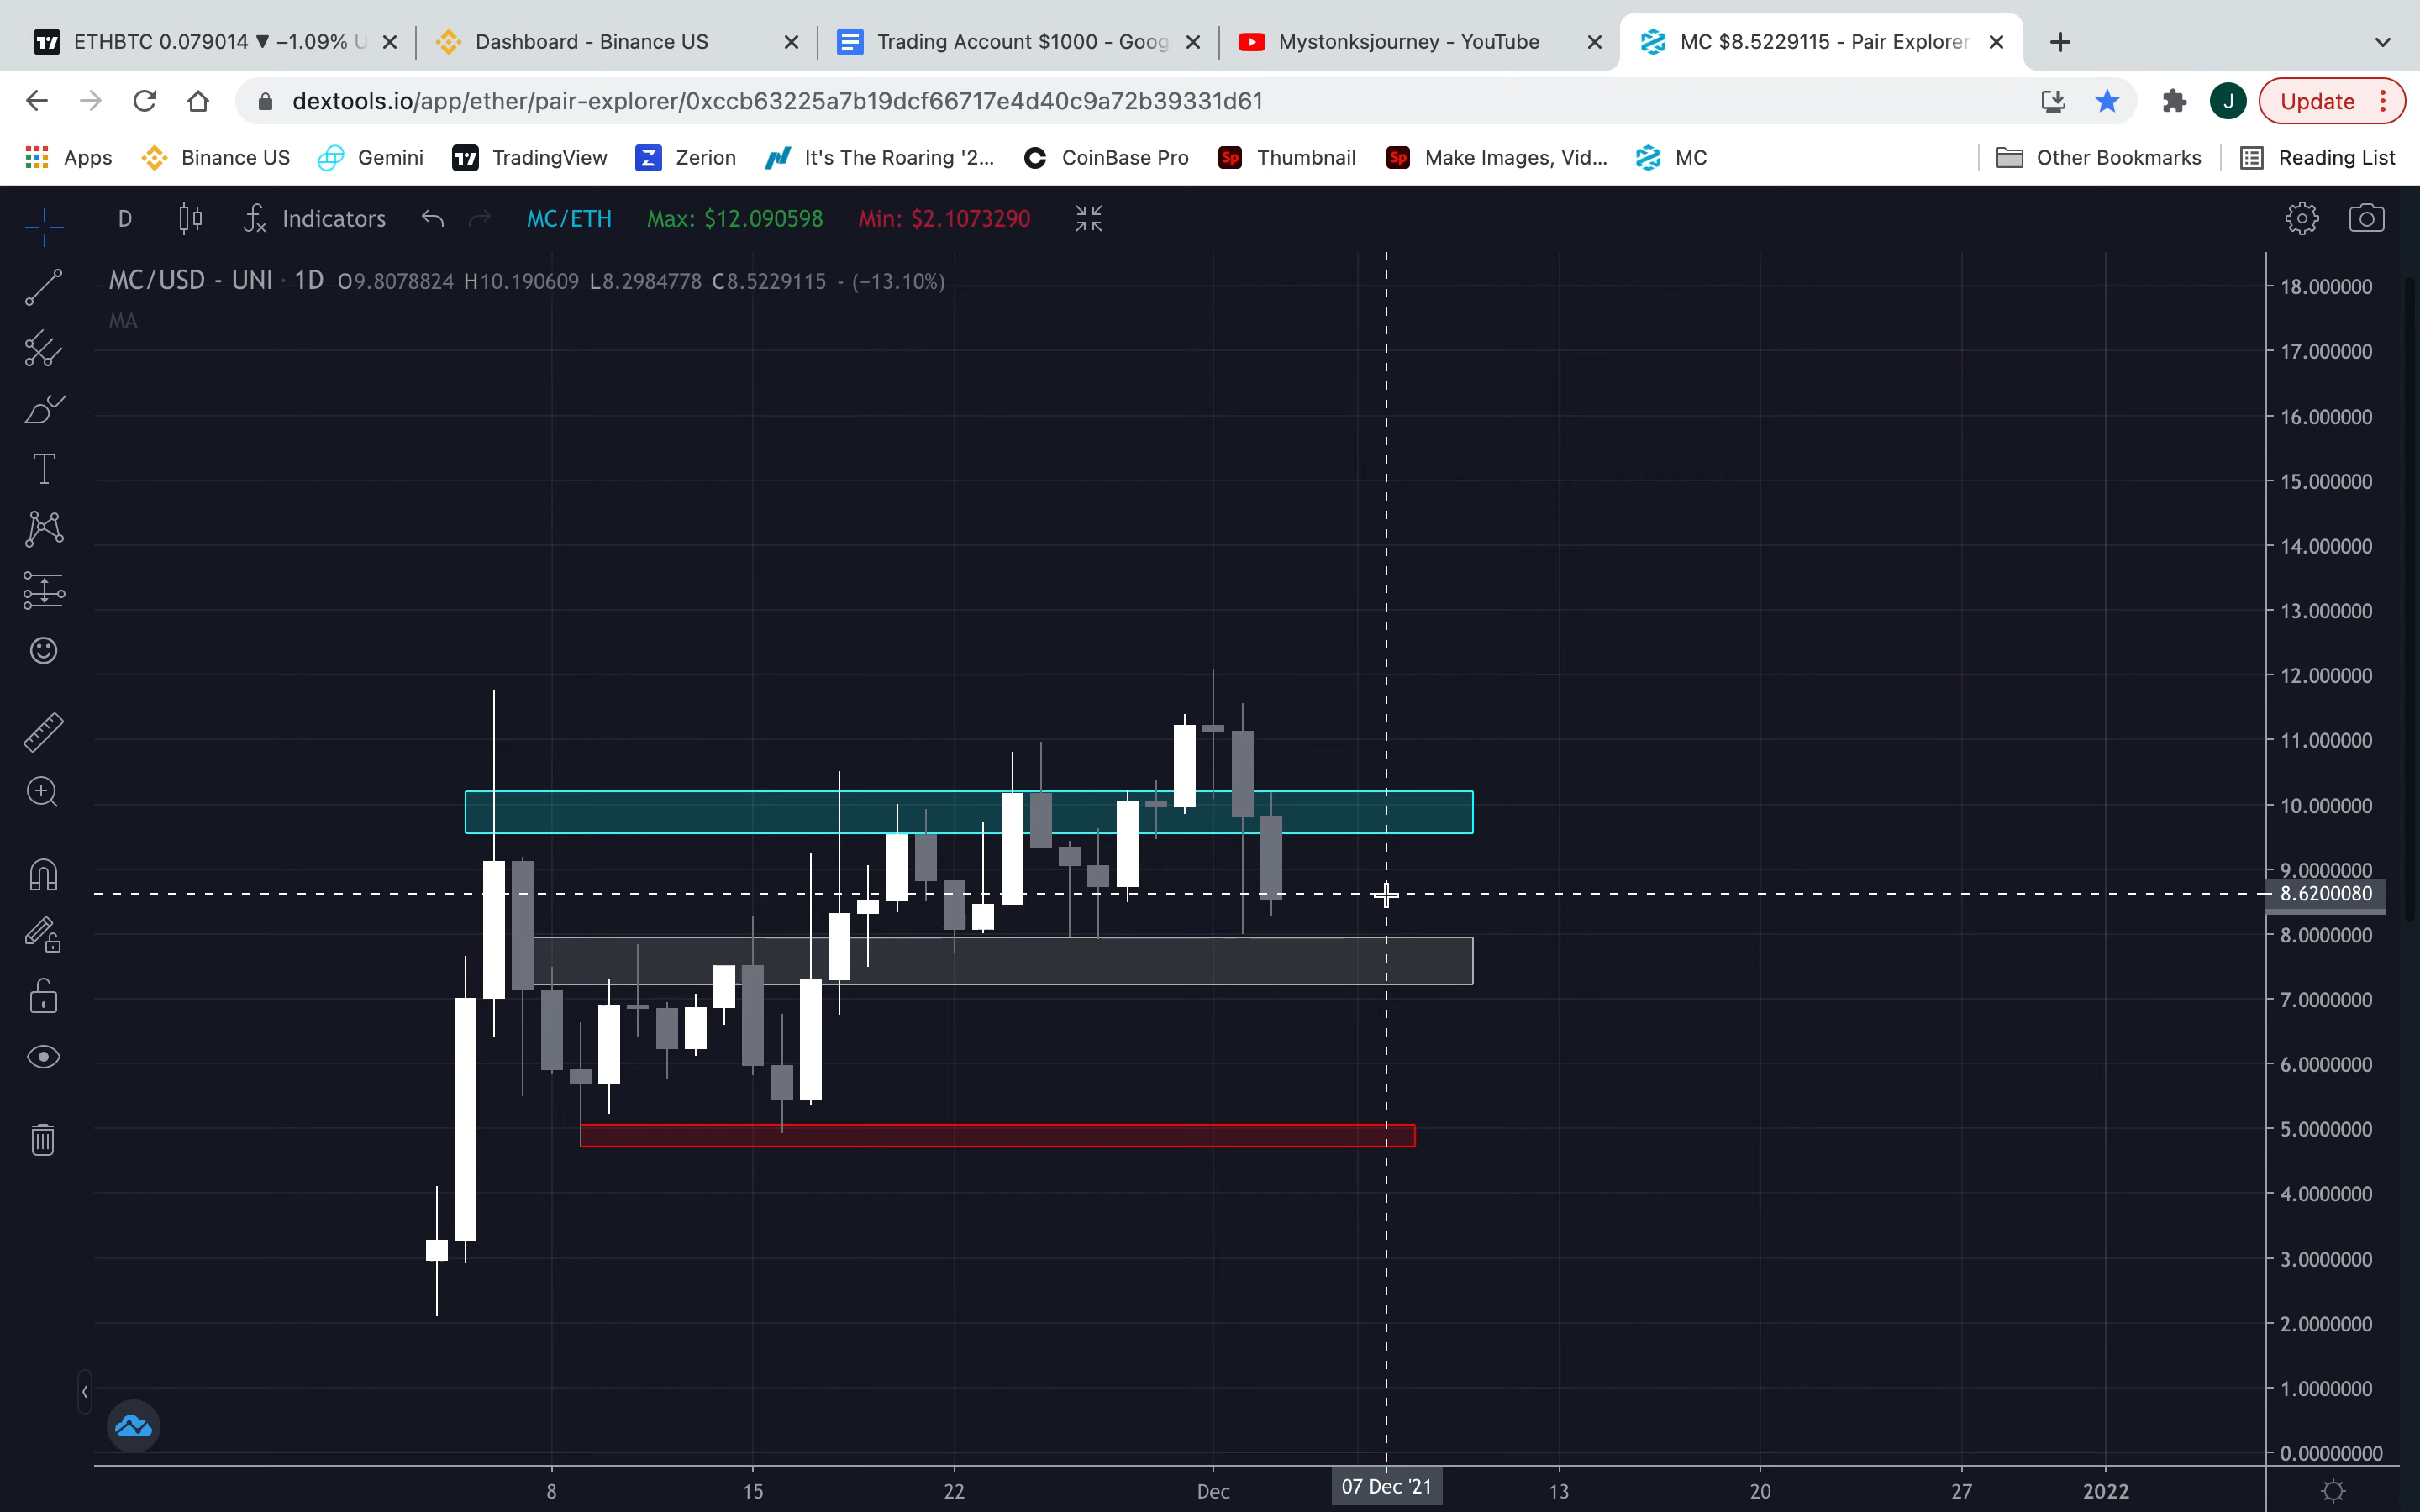 ETHBTC 0.079014 ▼ −1.09% U
Dashboard - Binance US
Trading Account $1000 - Goog
Mystonksjourney - YouTube
MC $8.5229115 - Pair Explorer
dextools.io/app/ether/pair-explorer/0xccb63225a7b19dcf66717e4d40c9a72b39331d61
J
Update
Apps
Binance US
Gemini
TradingView
Zerion
It's The Roaring '2...
CoinBase Pro
Sp Thumbnail
Sp Make Images, Vid...
MC
Other Bookmarks
Reading List
D
Indicators
MC/ETH
Max: $12.090598
Min: $2.1073290
MC/USD - UNI · 1D O9.8078824 H10.190609 L8.2984778 C8.5229115 - (−13.10%)
MA
18.000000
17.000000
16.000000
15.000000
14.000000
13.000000
12.000000
11.000000
10.000000
9.0000000
8.6200080
8.0000000
7.0000000
6.0000000
5.0000000
4.0000000
3.0000000
2.0000000
1.0000000
0.00000000
8
15
22
Dec
07 Dec '21
13
20
27
2022